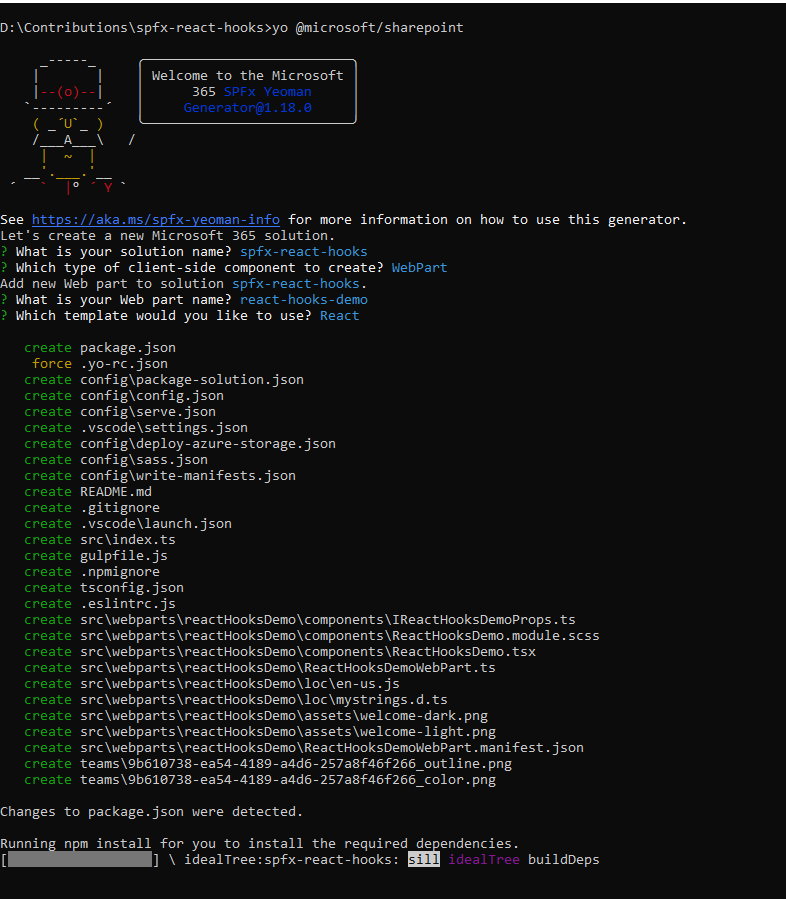 D:\Contributions\spfx-react-hooks>yo @microsoft/sharepoint
Welcome to the Microsoft
365 SPFx Yeoman
Generator@1.18.0
See https://aka.ms/spfx-yeoman-info for more information on how to use this generator.
Let's create a new Microsoft 365 solution.
? What is your solution name? spfx-react-hooks
? Which type of client-side component to create? WebPart
Add new Web part to solution spfx-react-hooks.
? What is your Web part name? react-hooks-demo
? Which template would you like to use? React
create package.json
force .yo-rc.json
create config\package-solution.json
create config\config.json
create config\serve.json
create .vscode\settings.json
create config\deploy-azure-storage.json
create config\sass.json
create config\write-manifests.json
create README.md
create .gitignore
create .vscode\launch.json
create src\index.ts
create gulpfile.js
create .npmignore
create tsconfig.json
create .eslintrc.js
create src\webparts\reactHooksDemo\components\IReactHooksDemoProps.ts
create src\webparts\reactHooksDemo\components\ReactHooksDemo.module.scss
create src\webparts\reactHooksDemo\components\ReactHooksDemo.tsx
create src\webparts\reactHooksDemo\ReactHooksDemoWebPart.ts
create src\webparts\reactHooksDemo\loc\en-us.js
create src\webparts\reactHooksDemo\loc\mystrings.d.ts
create src\webparts\reactHooksDemo\assets\welcome-dark.png
create src\webparts\reactHooksDemo\assets\welcome-light.png
create src\webparts\reactHooksDemo\ReactHooksDemoWebPart.manifest.json
create teams\9b610738-ea54-4189-a4d6-257a8f46f266_outline.png
create teams\9b610738-ea54-4189-a4d6-257a8f46f266_color.png
Changes to package.json were detected.
Running npm install for you to install the required dependencies.
[ ] \ idealTree:spfx-react-hooks: sill idealTree buildDeps